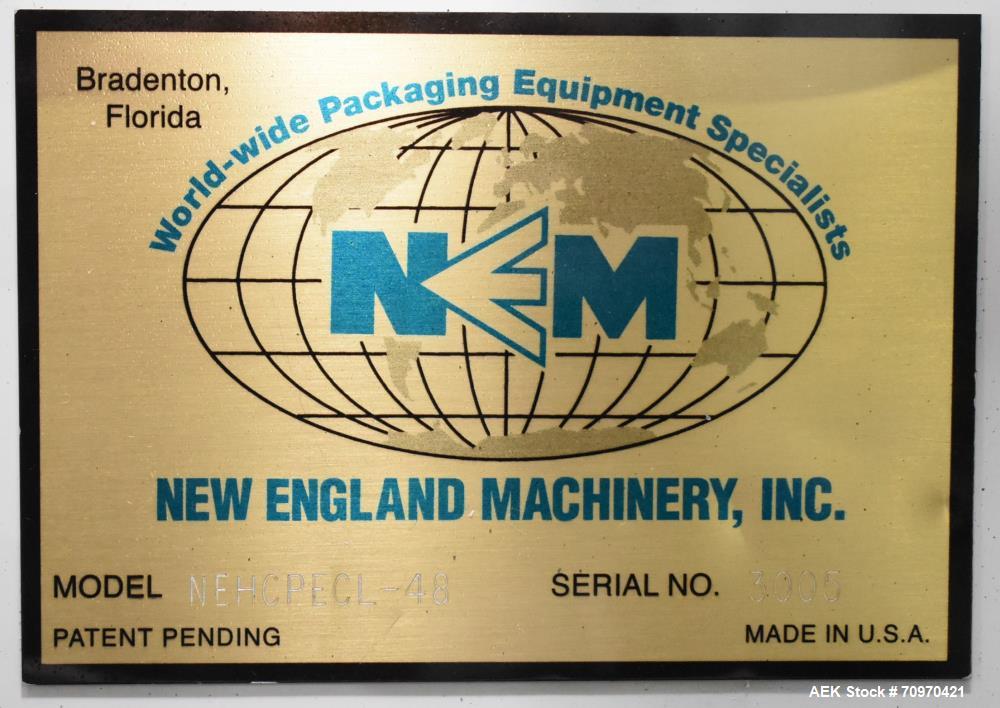 Bradenton,
Florida
World-wide Packaging Equipment Specialists
NEM
NEW ENGLAND MACHINERY, INC.
MODEL NEHCPECL-48 SERIAL NO. 3005
PATENT PENDING MADE IN U.S.A.
AEK Stock # 70970421